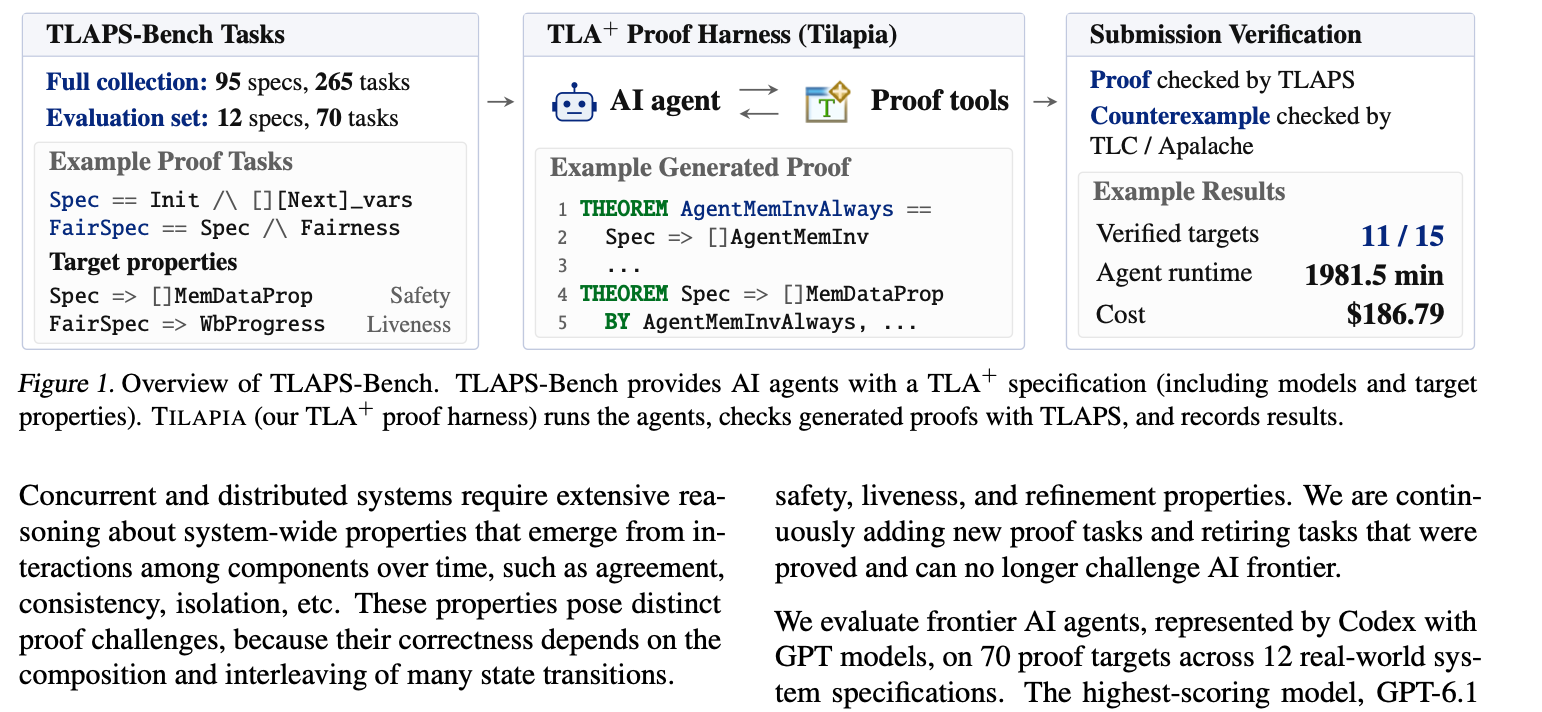 TLAPS-Bench Tasks
Full collection: 95 specs, 265 tasks
Evaluation set: 12 specs, 70 tasks
Example Proof Tasks
Spec == Init /\ [][Next]_vars
FairSpec == Spec /\ Fairness
Target properties
Spec => []MemDataProp Safety
FairSpec => WbProgress Liveness
TLA+ Proof Harness (Tilapia)
AI agent
T
Proof tools
Example Generated Proof
1 THEOREM AgentMemInvAlways ==
2 Spec => []AgentMemInv
3 ...
4 THEOREM Spec => []MemDataProp
5 BY AgentMemInvAlways, ...
Submission Verification
Proof checked by TLAPS
Counterexample checked by
TLC / Apalache
Example Results
Verified targets 11 / 15
Agent runtime 1981.5 min
Cost $186.79
Figure 1. Overview of TLAPS-Bench. TLAPS-Bench provides AI agents with a TLA+ specification (including models and target
properties). TILAPIA (our TLA+ proof harness) runs the agents, checks generated proofs with TLAPS, and records results.
Concurrent and distributed systems require extensive rea-
soning about system-wide properties that emerge from in-
teractions among components over time, such as agreement,
consistency, isolation, etc. These properties pose distinct
proof challenges, because their correctness depends on the
composition and interleaving of many state transitions.
safety, liveness, and refinement properties. We are contin-
uously adding new proof tasks and retiring tasks that were
proved and can no longer challenge AI frontier.
We evaluate frontier AI agents, represented by Codex with
GPT models, on 70 proof targets across 12 real-world sys-
tem specifications. The highest-scoring model, GPT-6.1